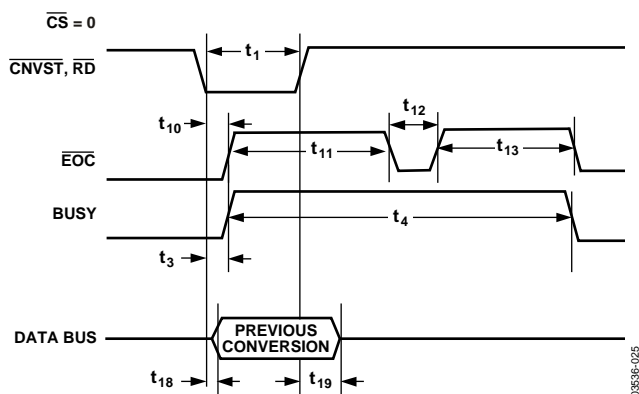 CS = 0
CNVST, RD
t1
t10
t12
EOC
t11
t13
BUSY
t4
t3
DATA BUS
PREVIOUS
CONVERSION
t18
t19
03536-025